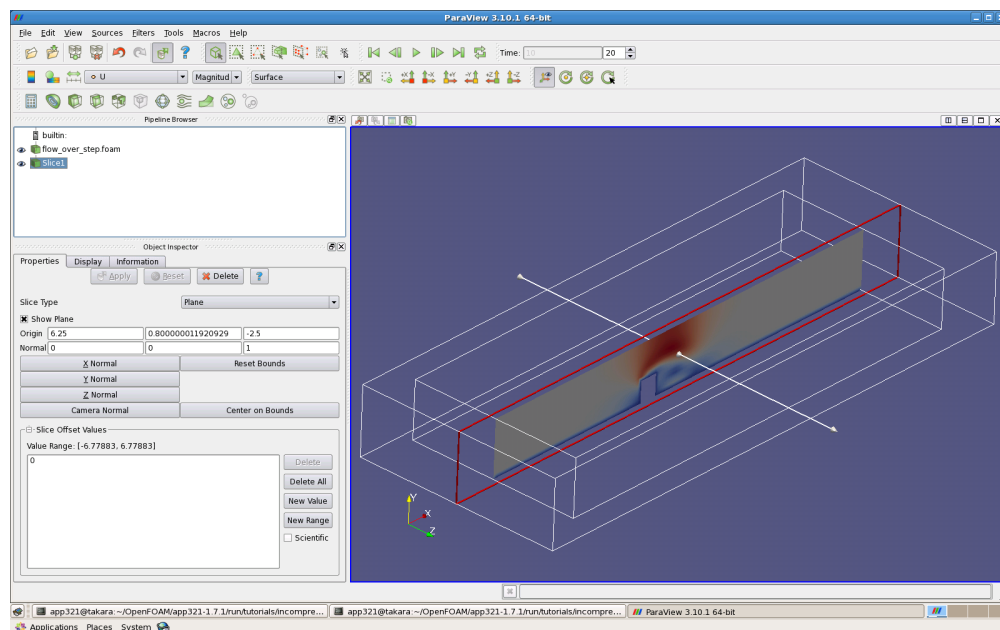 ParaView 3.10.1 64-bit
File Edit View Sources Filters Tools Macros Help
Time: 10 20
U Magnitud Surface
Pipeline Browser
builtin:
flow_over_step.foam
Slice1
Object Inspector
Properties Display Information
Apply Reset Delete ?
Slice Type Plane
Show Plane
Origin 6.25 0.800000011920929 -2.5
Normal 0 0 1
X Normal Reset Bounds
Y Normal
Z Normal
Camera Normal Center on Bounds
Slice Offset Values
Value Range: [-6.77883, 6.77883]
0
Delete
Delete All
New Value
New Range
Scientific
Y
X
Z
app321@takara:~/OpenFOAM/app321-1.7.1/run/tutorials/incompre... app321@takara:~/OpenFOAM/app321-1.7.1/run/tutorials/incompre... ParaView 3.10.1 64-bit
Applications Places System